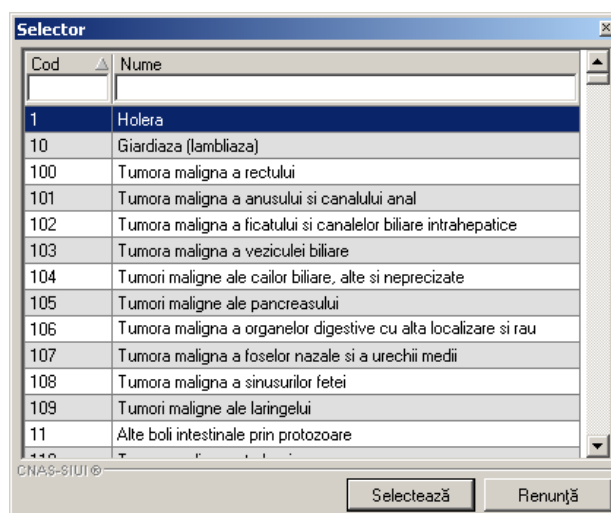 Selector
Cod Nume
1 Holera
10 Giardiaza (lambliaza)
100 Tumora maligna a rectului
101 Tumora maligna a anusului si canalului anal
102 Tumora maligna a ficatului si canalelor biliare intrahepatice
103 Tumora maligna a veziculei biliare
104 Tumori maligne ale cailor biliare, alte si neprecizate
105 Tumori maligne ale pancreasului
106 Tumora maligna a organelor digestive cu alta localizare si rau
107 Tumora maligna a foselor nazale si a urechii medii
108 Tumora maligna a sinusurilor fetei
109 Tumori maligne ale laringelui
11 Alte boli intestinale prin protozoare
CNAS-SIUI ®
Selectează Renunţă